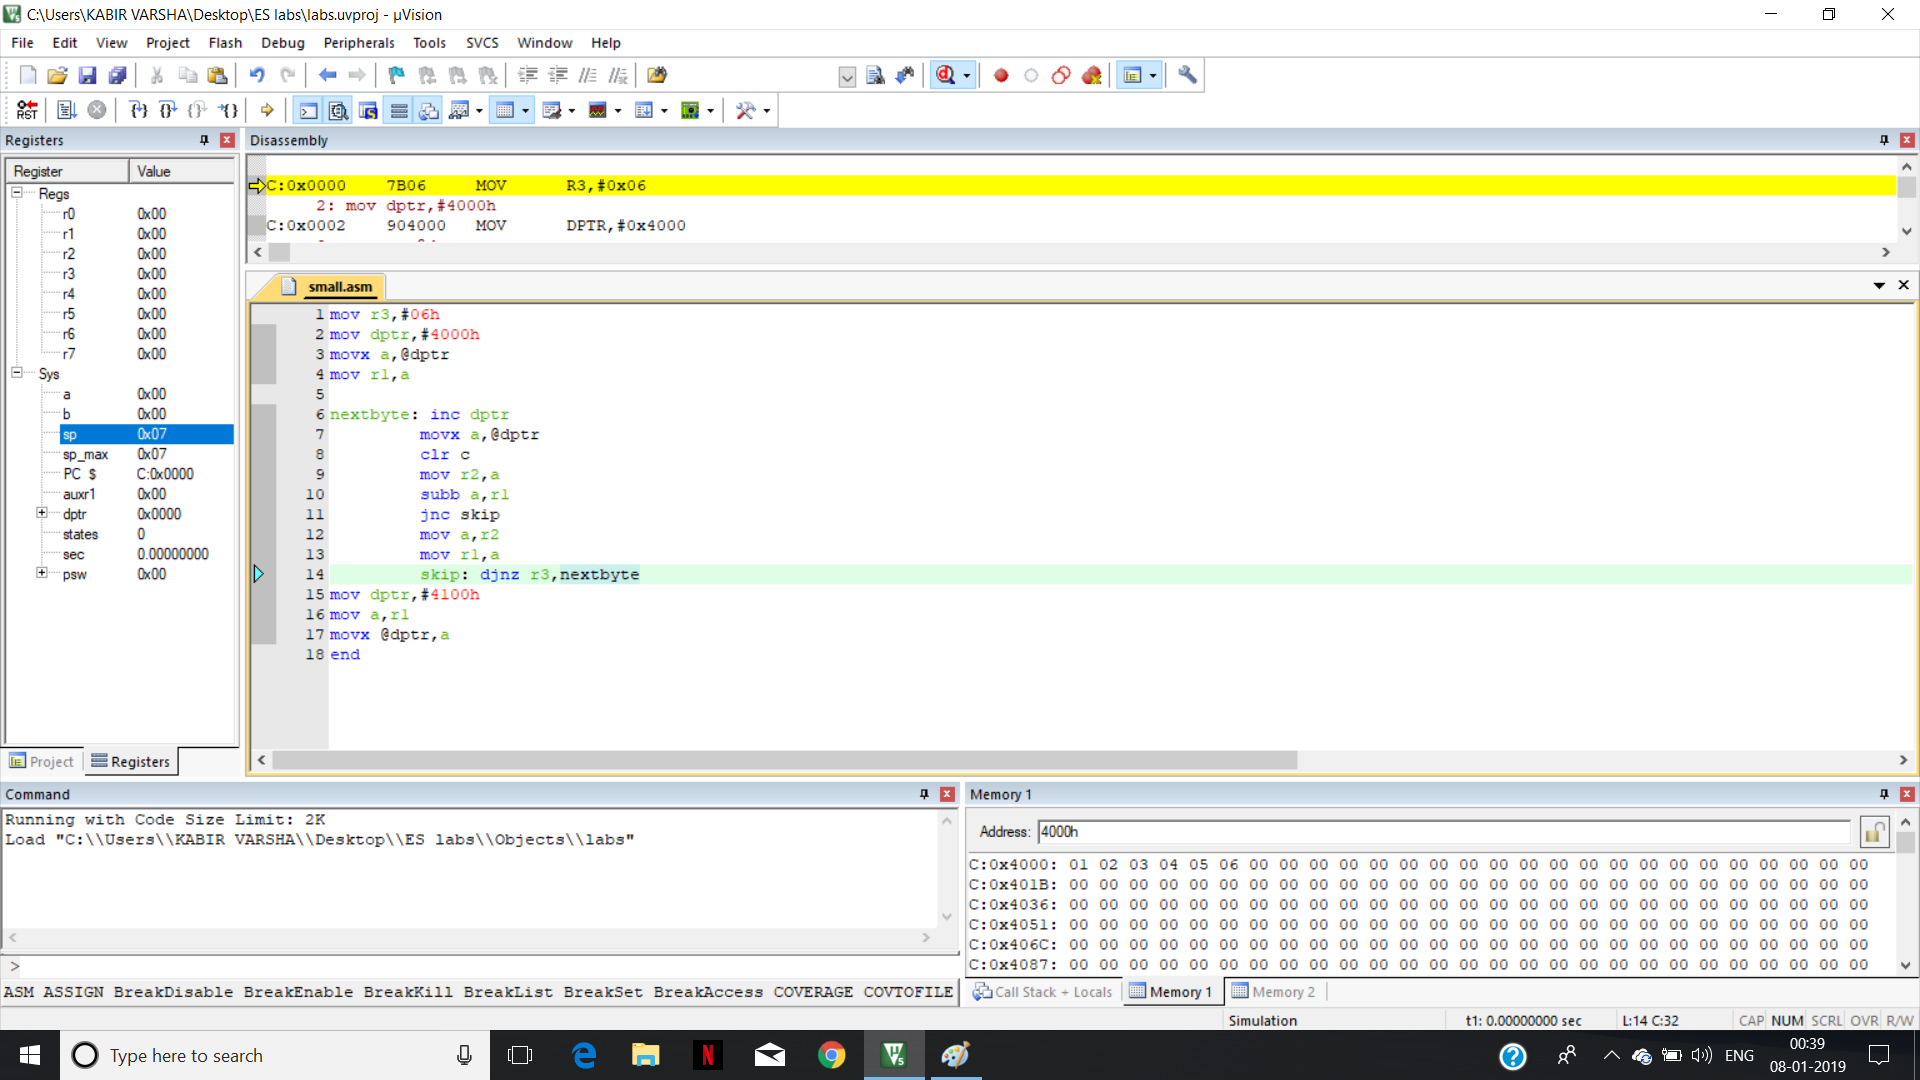 C:\Users\KABIR VARSHA\Desktop\ES labs\labs.uvproj - µVision
File Edit View Project Flash Debug Peripherals Tools SVCS Window Help
Registers
Register Value
Regs
r0 0x00
r1 0x00
r2 0x00
r3 0x00
r4 0x00
r5 0x00
r6 0x00
r7 0x00
Sys
a 0x00
b 0x00
sp 0x07
sp_max 0x07
PC $ C:0x0000
auxr1 0x00
dptr 0x0000
states 0
sec 0.00000000
psw 0x00
Project Registers
Disassembly
C:0x0000 7B06 MOV R3,#0x06
2: mov dptr,#4000h
C:0x0002 904000 MOV DPTR,#0x4000
small.asm
1 mov r3,#06h
2 mov dptr,#4000h
3 movx a,@dptr
4 mov r1,a
5
6 nextbyte: inc dptr
7 movx a,@dptr
8 clr c
9 mov r2,a
10 subb a,r1
11 jnc skip
12 mov a,r2
13 mov r1,a
14 skip: djnz r3,nextbyte
15 mov dptr,#4100h
16 mov a,r1
17 movx @dptr,a
18 end
Command
Running with Code Size Limit: 2K
Load "C:\\Users\\KABIR VARSHA\\Desktop\\ES labs\\Objects\\labs"
>
ASM ASSIGN BreakDisable BreakEnable BreakKill BreakList BreakSet BreakAccess COVERAGE COVTOFILE
Memory 1
Address: 4000h
C:0x4000: 01 02 03 04 05 06 00 00 00 00 00 00 00 00 00 00 00 00 00 00 00 00 00 00 00 00 00
C:0x401B: 00 00 00 00 00 00 00 00 00 00 00 00 00 00 00 00 00 00 00 00 00 00 00 00 00 00 00
C:0x4036: 00 00 00 00 00 00 00 00 00 00 00 00 00 00 00 00 00 00 00 00 00 00 00 00 00 00 00
C:0x4051: 00 00 00 00 00 00 00 00 00 00 00 00 00 00 00 00 00 00 00 00 00 00 00 00 00 00 00
C:0x406C: 00 00 00 00 00 00 00 00 00 00 00 00 00 00 00 00 00 00 00 00 00 00 00 00 00 00 00
C:0x4087: 00 00 00 00 00 00 00 00 00 00 00 00 00 00 00 00 00 00 00 00 00 00 00 00 00 00 00
Call Stack + Locals Memory 1 Memory 2
Simulation t1: 0.00000000 sec L:14 C:32 CAP NUM SCRL OVR R/W
Type here to search
ENG
00:39
08-01-2019